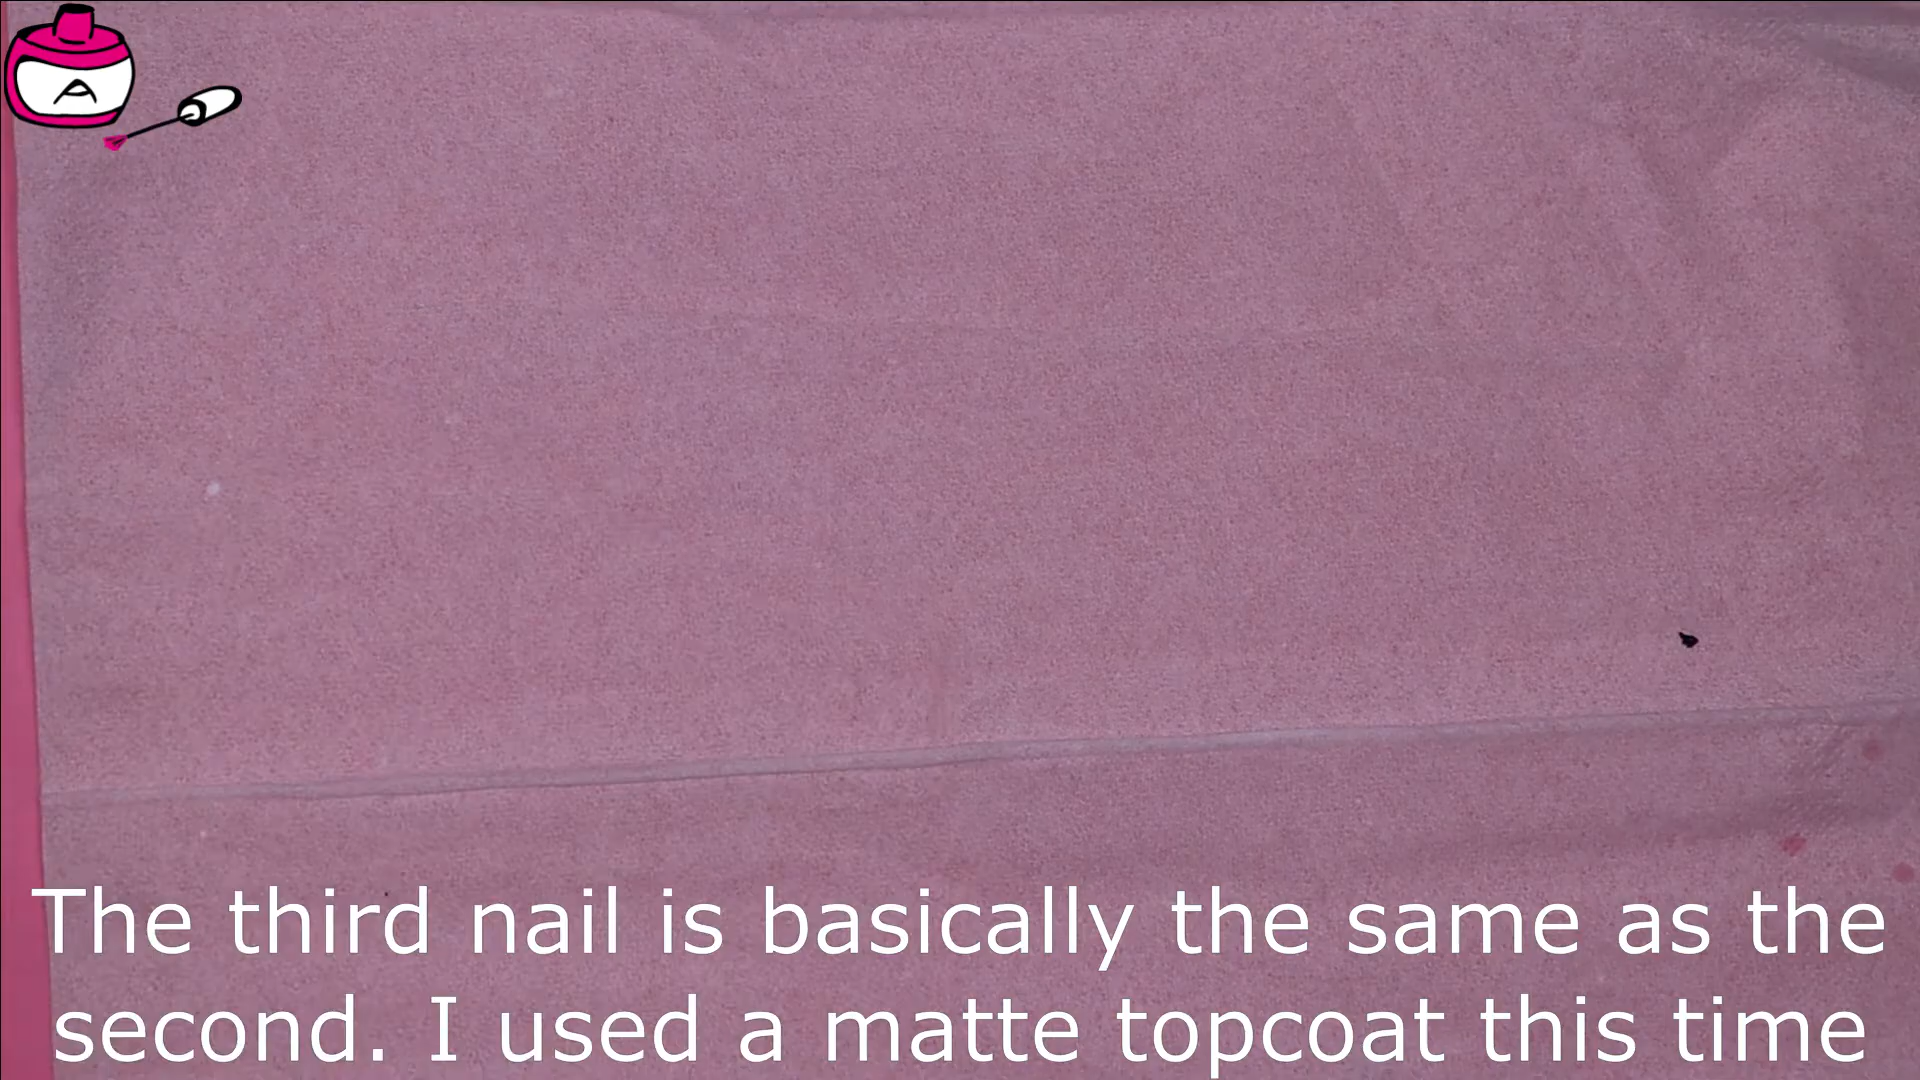 The third nail is basically the same as the
second. I used a matte topcoat this time